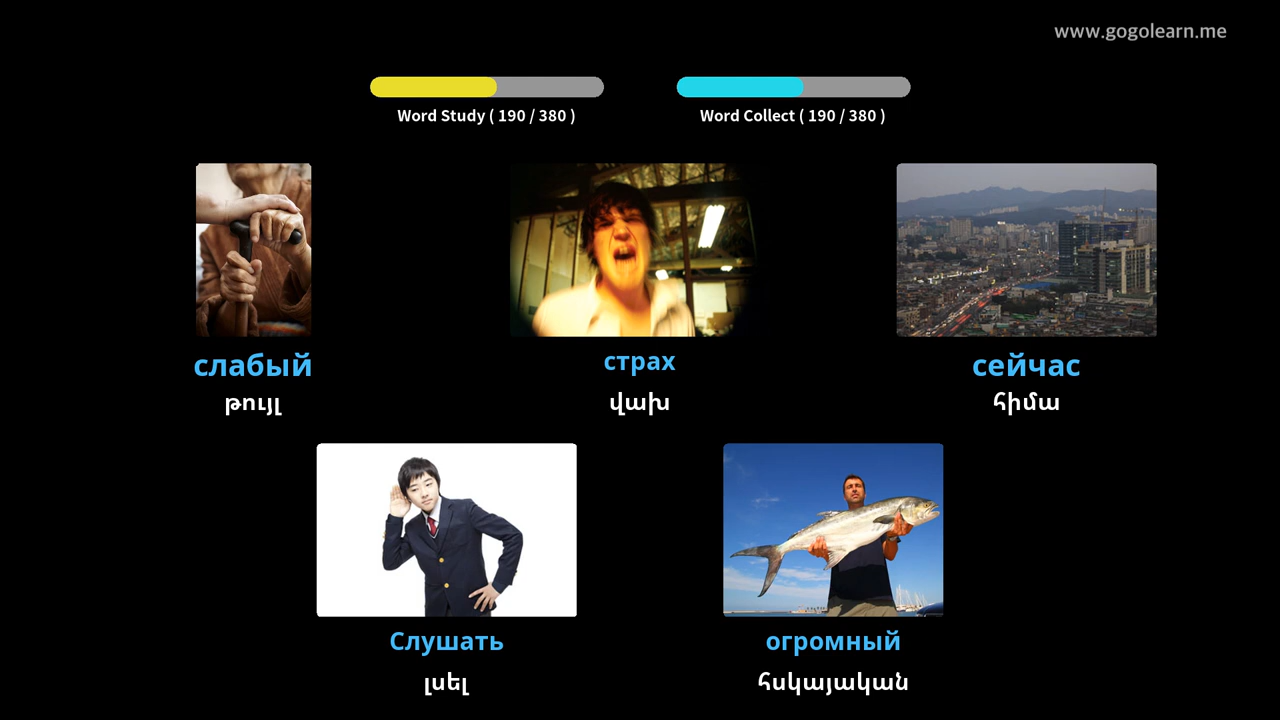 www.gogolearn.me
Word Study ( 190 / 380 )
Word Collect ( 190 / 380 )
слабый
թույլ
страх
վախ
сейчас
հիմա
Слушать
լսել
огромный
հսկայական